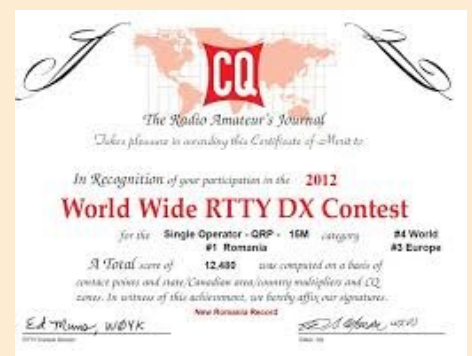 CQ
The Radio Amateur's Journal
Takes pleasure in awarding this Certificate of Merit to
In Recognition of your participation in the 2012
World Wide RTTY DX Contest
for the Single Operator - QRP - 15M category #4 World
#1 Romania #3 Europe
A Total score of 12,480 was computed on a basis of
contact points and state/Canadian area/country multipliers and CQ
zones. In witness of this achievement, we hereby affix our signatures.
New Romania Record
Ed Muns, WØYK
RTTY Contest Director